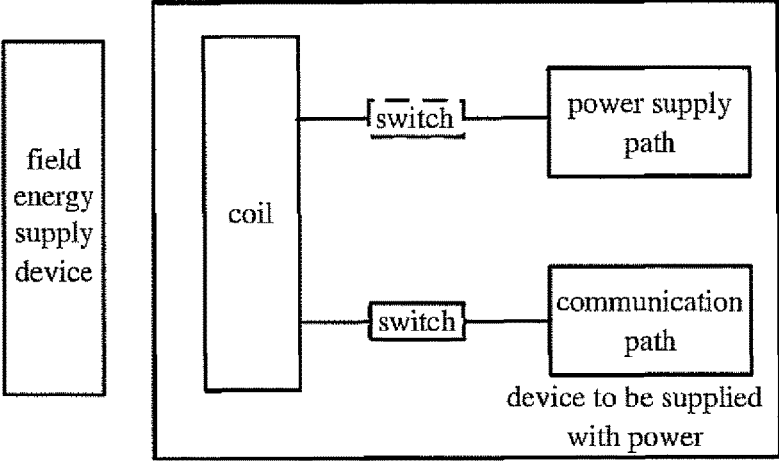 field
energy
supply
device
coil
switch
power supply
path
switch
communication
path
device to be supplied
with power